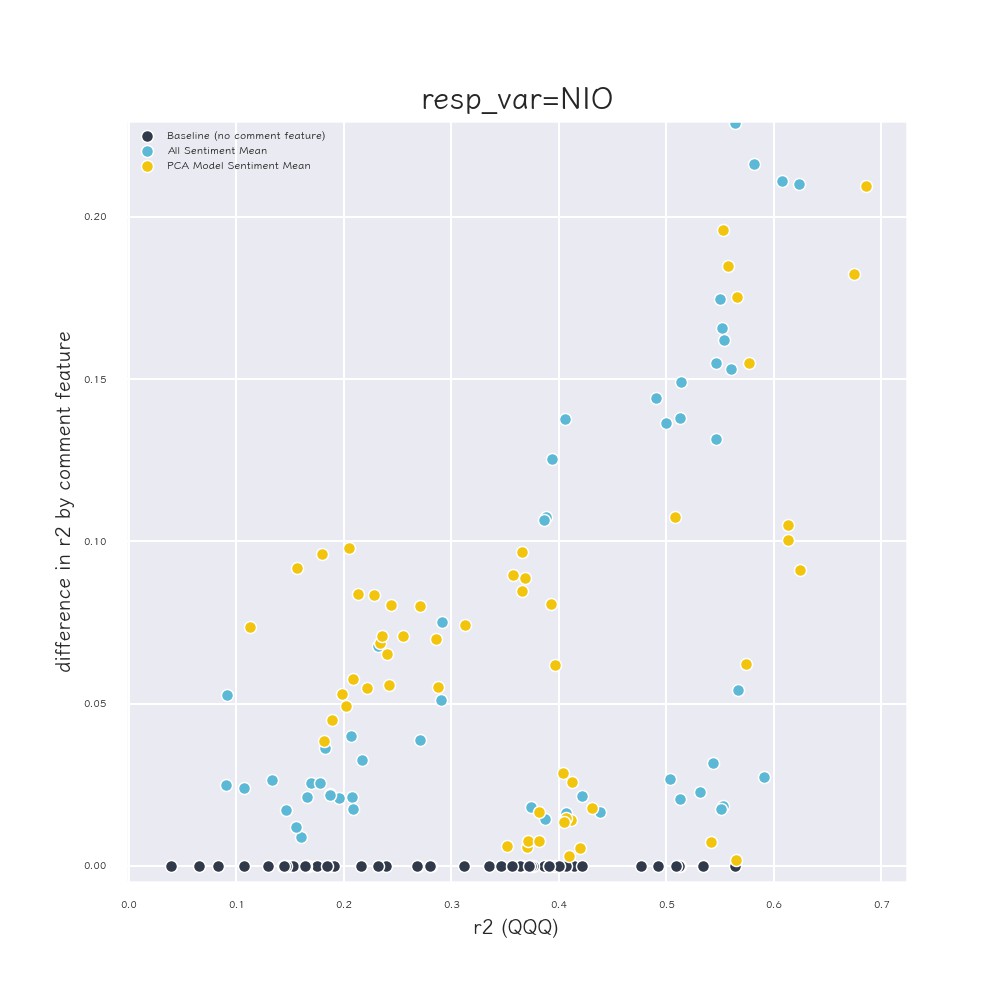 resp_var=NIO
Baseline (no comment feature)
All Sentiment Mean
PCA Model Sentiment Mean
difference in r2 by comment feature
0.20
0.15
0.10
0.05
0.00
0.0 0.1 0.2 0.3 0.4 0.5 0.6 0.7
r2 (QQQ)